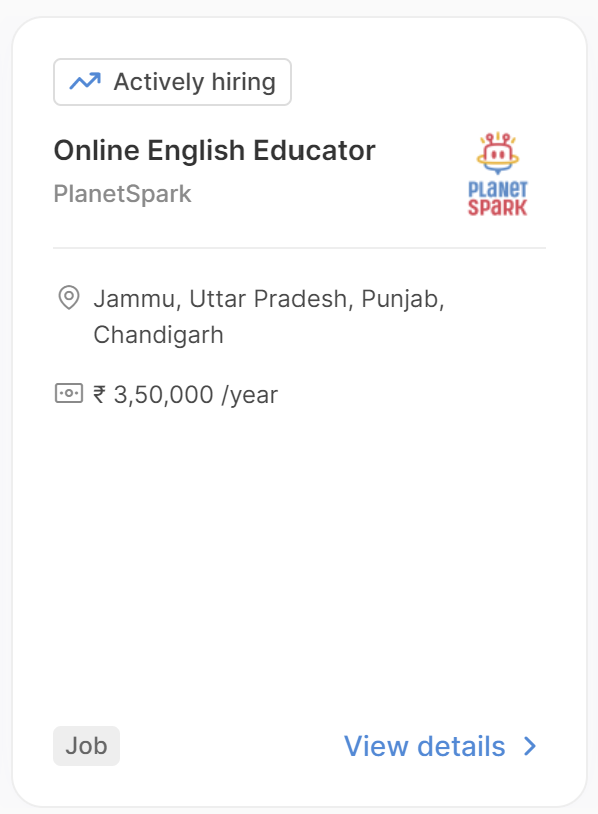 Actively hiring
Online English Educator
PlanetSpark
PLANET
SPARK
Jammu, Uttar Pradesh, Punjab,
Chandigarh
₹ 3,50,000 /year
Job
View details